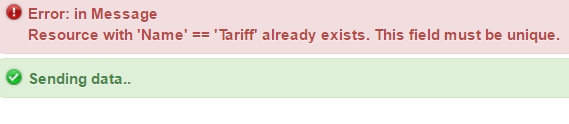 Error: in Message
Resource with 'Name' == 'Tariff' already exists. This field must be unique.
Sending data..